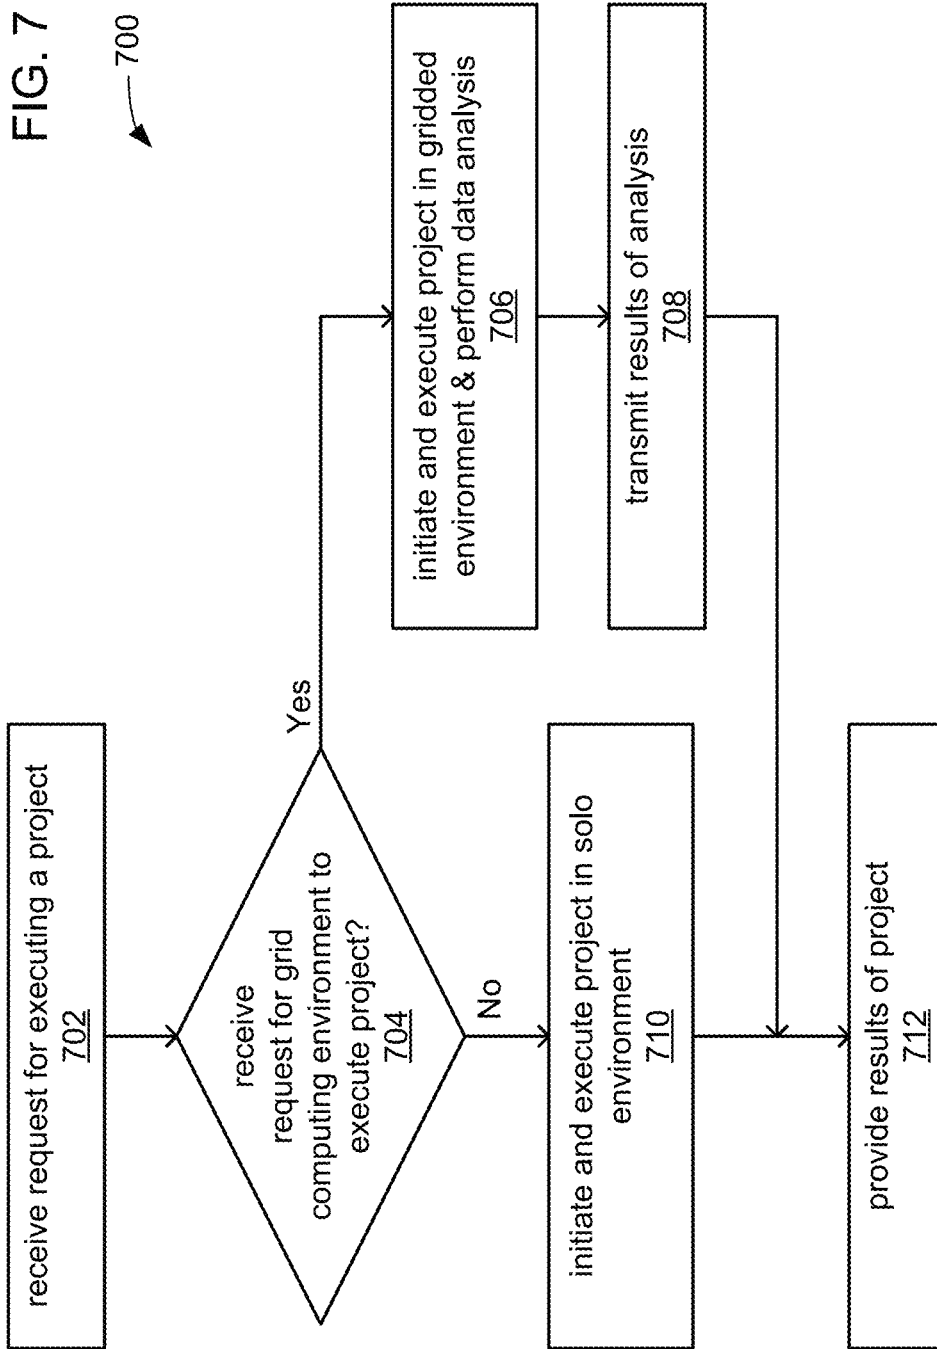 FIG. 7
700
receive request for executing a project
702
receive
request for grid
computing environment to
execute project?
704
Yes
No
initiate and execute project in gridded
environment & perform data analysis
706
transmit results of analysis
708
initiate and execute project in solo
environment
710
provide results of project
712